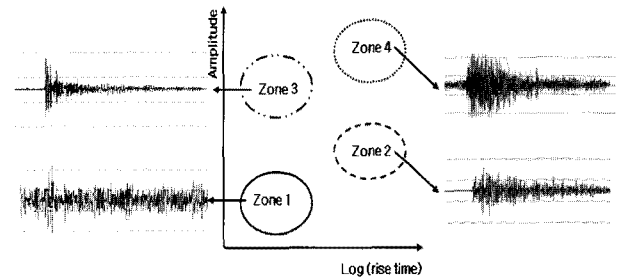 Amplitude
Zone 4
Zone 3
Zone 2
Zone 1
Log (rise time)